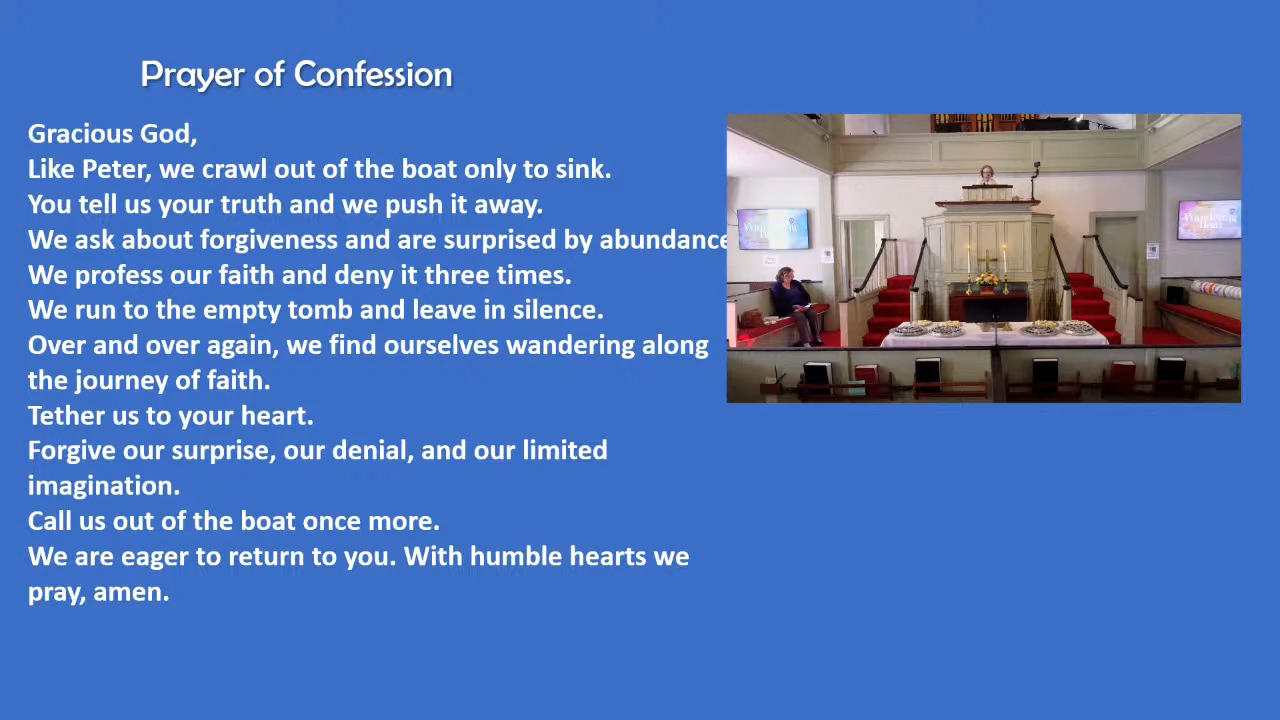 Prayer of Confession
Gracious God,
Like Peter, we crawl out of the boat only to sink.
You tell us your truth and we push it away.
We ask about forgiveness and are surprised by abundance
We profess our faith and deny it three times.
We run to the empty tomb and leave in silence.
Over and over again, we find ourselves wandering along
the journey of faith.
Tether us to your heart.
Forgive our surprise, our denial, and our limited
imagination.
Call us out of the boat once more.
We are eager to return to you. With humble hearts we
pray, amen.
Wandering
Heart